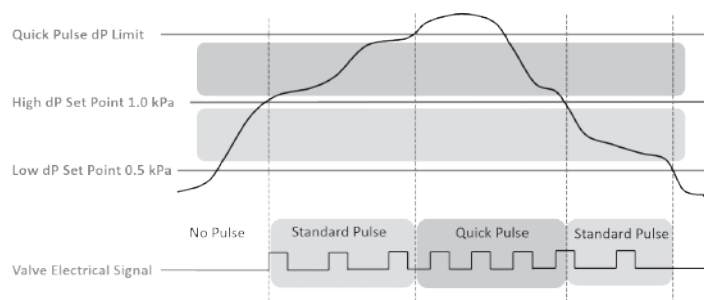 Quick Pulse dP Limit
High dP Set Point 1.0 kPa
Low dP Set Point 0.5 kPa
No Pulse
Standard Pulse
Quick Pulse
Standard Pulse
Valve Electrical Signal